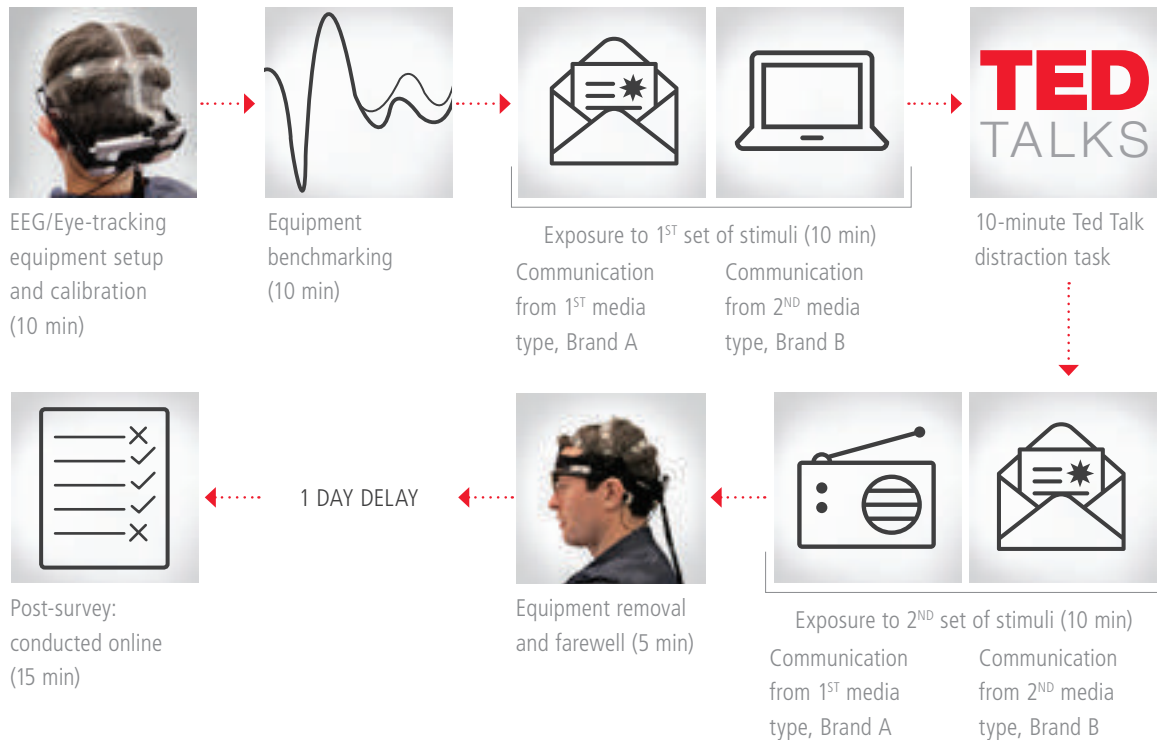 TED
TALKS
EEG/Eye-tracking
equipment setup
and calibration
(10 min)
Equipment
benchmarking
(10 min)
Exposure to 1ST set of stimuli (10 min)
Communication
from 1ST media
type, Brand A
Communication
from 2ND media
type, Brand B
10-minute Ted Talk
distraction task
1 DAY DELAY
Post-survey:
conducted online
(15 min)
Equipment removal
and farewell (5 min)
Exposure to 2ND set of stimuli (10 min)
Communication
from 1ST media
type, Brand A
Communication
from 2ND media
type, Brand B